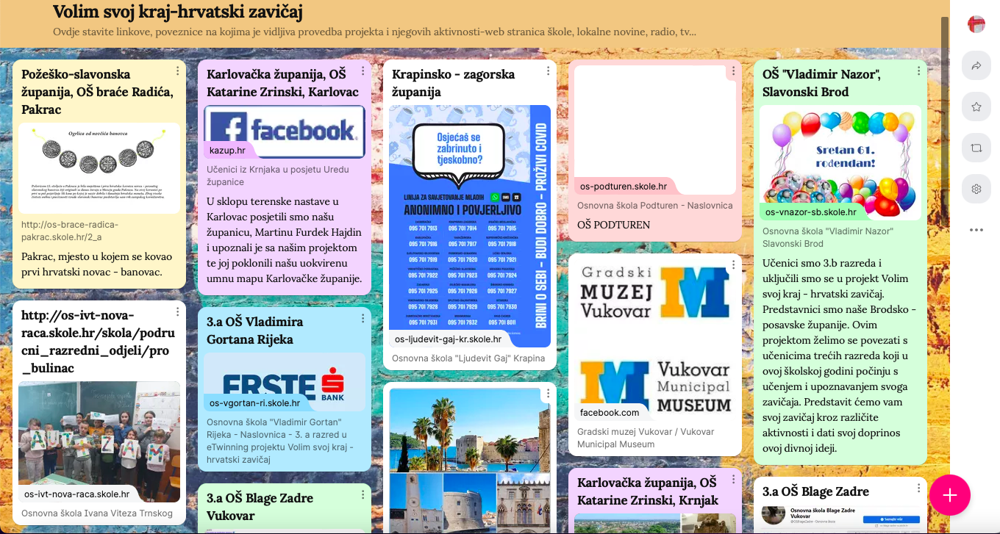 Volim svoj kraj-hrvatski zavičaj
Ovdje stavite linkove, poveznice na kojima je vidljiva provedba projekta i njegovih aktivnosti-web stranica škole, lokalne novine, radio, tv...
Požeško-slavonska
županija, OŠ braće Radića,
Pakrac
Ogrlica od novčića banovca
http://os-brace-radica-
pakrac.skole.hr/2_a
Pakrac, mjesto u kojem se kovao
prvi hrvatski novac - banovac.
http://os-ivt-nova-
raca.skole.hr/skola/podru
cni_razredni_odjeli/pro
_bulinac
AUT ZAM
os-ivt-nova-raca.skole.hr
Osnovna škola Ivana Viteza Trnskog
Karlovačka županija, OŠ
Katarine Zrinski, Karlovac
facebook
kazup.hr
Učenici iz Krnjaka u posjetu Uredu
županice
U sklopu terenske nastave u
Karlovac posjetili smo našu
županicu, Martinu Furdek Hajdin
i upoznali je sa našim projektom
te joj poklonili našu uokvirenu
umnu mapu Karlovačke županije.
3.a OŠ Vladimira
Gortana Rijeka
ERSTE
BANK
os-vgortan-ri.skole.hr
Osnovna škola "Vladimir Gortan"
Rijeka - Naslovnica - 3. a razred u
eTwinning projektu Volim svoj kraj -
hrvatski zavičaj
3.a OŠ Blage Zadre
Vukovar
Krapinsko - zagorska
županija
Osjećaš se
zabrinuto i
tjeskobno?
LINIJA ZA SAVJETOVANJE MLADIH
ANONIMNO I POVJERLJIVO
095 701 7913 095 701 7914 095 701 7915
095 701 7916 095 701 7917 095 701 7918
095 701 7919 095 701 7920 095 701 7921
095 701 7922 095 701 7923 095 701 7924
095 701 7925 095 701 7926 095 701 7927
095 701 7928 095 701 7929 095 701 7930
095 701 7931 095 701 7932 095 701 8011
BRINI O SEBI - BUDI DOBRO - PROŽIVI COVID
os-ljudevit-gaj-kr.skole.hr
Osnovna škola "Ljudevit Gaj" Krapina
os-podturen.skole.hr
Osnovna škola Podturen - Naslovnica
OŠ PODTUREN
Gradski
MUZEJ
Vukovar
Vukovar
Municipal
MUSEUM
facebook.com
Gradski muzej Vukovar / Vukovar
Municipal Museum
Karlovačka županija, OŠ
Katarine Zrinski, Krnjak
OŠ "Vladimir Nazor",
Slavonski Brod
Sretan 61.
rođendan!
os-vnazor-sb.skole.hr
Osnovna škola "Vladimir Nazor"
Slavonski Brod
Učenici smo 3.b razreda i
uključili smo se u projekt Volim
svoj kraj - hrvatski zavičaj.
Predstavnici smo naše Brodsko -
posavske županije. Ovim
projektom želimo se povezati s
učenicima trećih razreda koji u
ovoj školskoj godini počinju s
učenjem i upoznavanjem svoga
zavičaja. Predstavit ćemo vam
svoj zavičaj kroz različite
aktivnosti i dati svoj doprinos
ovoj divnoj ideji.
3.a OŠ Blage Zadre
Osnovna škola Blage Zadre
Vukovar